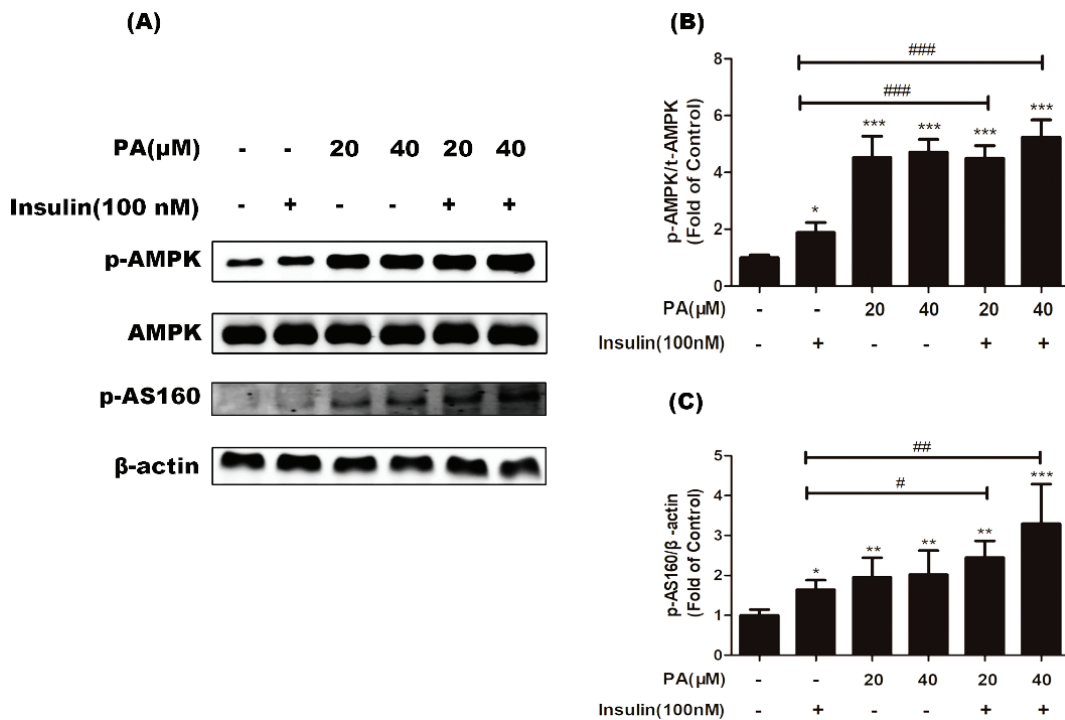 (A)
PA(µM) - - 20 40 20 40
Insulin(100 nM) - + - - + +
p-AMPK
AMPK
p-AS160
β-actin
(B)
p-AMPK/t-AMPK
(Fold of Control)
8
6
4
2
0
###
###
* *** *** *** ***
PA(µM) - - 20 40 20 40
Insulin(100nM) - + - - + +
(C)
p-AS160/β -actin
(Fold of Control)
5
4
3
2
1
0
##
#
* ** ** ** ***
PA(µM) - - 20 40 20 40
Insulin(100nM) - + - - + +